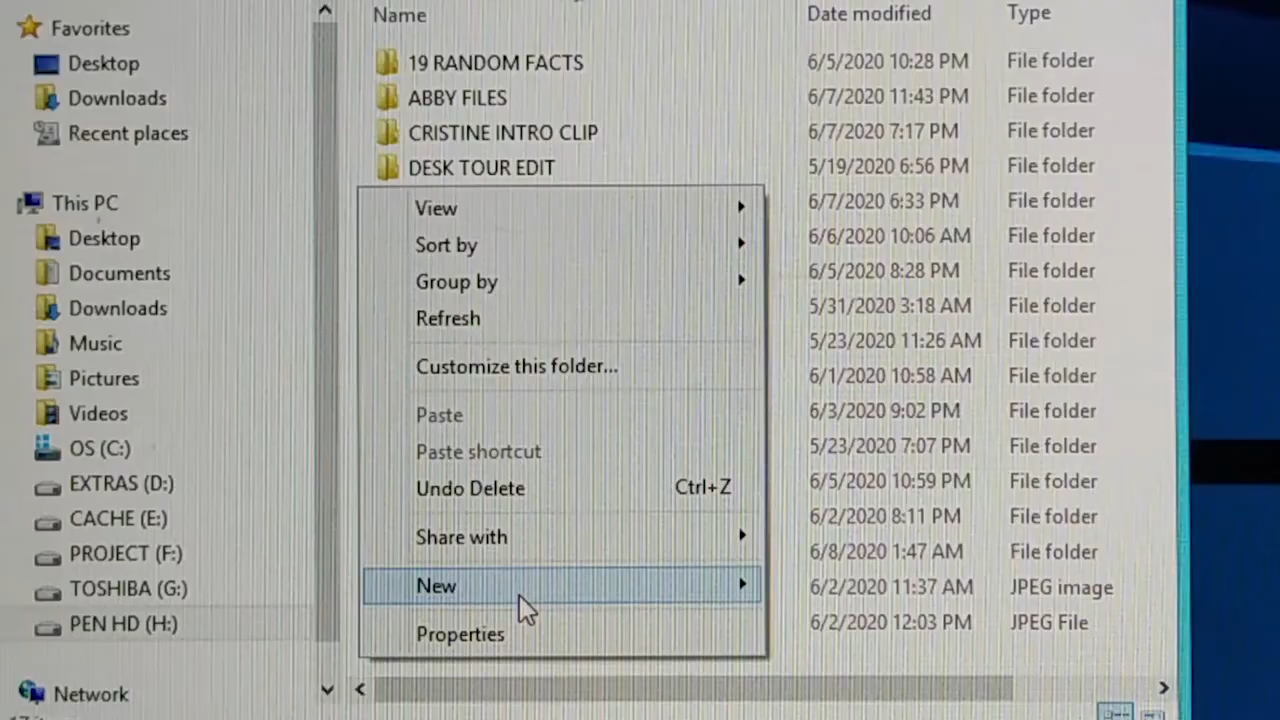 Name Date modified Type
Favorites
Desktop
Downloads
Recent places
This PC
Desktop
Documents
Downloads
Music
Pictures
Videos
OS (C:)
EXTRAS (D:)
CACHE (E:)
PROJECT (F:)
TOSHIBA (G:)
PEN HD (H:)
Network
19 RANDOM FACTS 6/5/2020 10:28 PM File folder
ABBY FILES 6/7/2020 11:43 PM File folder
CRISTINE INTRO CLIP 6/7/2020 7:17 PM File folder
DESK TOUR EDIT 5/19/2020 6:56 PM File folder
6/7/2020 6:33 PM File folder
6/6/2020 10:06 AM File folder
6/5/2020 8:28 PM File folder
5/31/2020 3:18 AM File folder
5/23/2020 11:26 AM File folder
6/1/2020 10:58 AM File folder
6/3/2020 9:02 PM File folder
5/23/2020 7:07 PM File folder
6/5/2020 10:59 PM File folder
6/2/2020 8:11 PM File folder
6/8/2020 1:47 AM File folder
6/2/2020 11:37 AM JPEG image
6/2/2020 12:03 PM JPEG File
View
Sort by
Group by
Refresh
Customize this folder...
Paste
Paste shortcut
Undo Delete Ctrl+Z
Share with
New
Properties